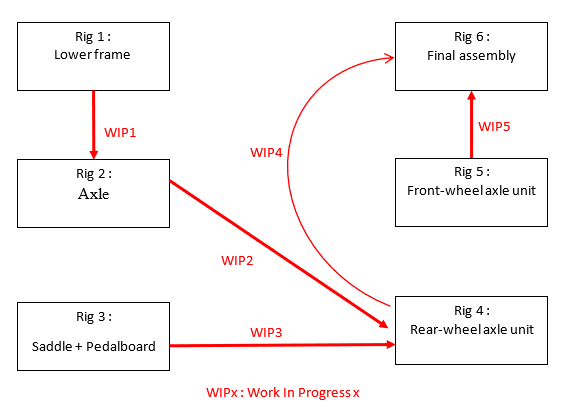 Rig 1 :
Lower frame
WIP1
Rig 2 :
Axle
WIP2
Rig 3 :
Saddle + Pedalboard
WIP3
WIP4
Rig 6 :
Final assembly
WIP5
Rig 5 :
Front-wheel axle unit
Rig 4 :
Rear-wheel axle unit
WIPx : Work In Progress x